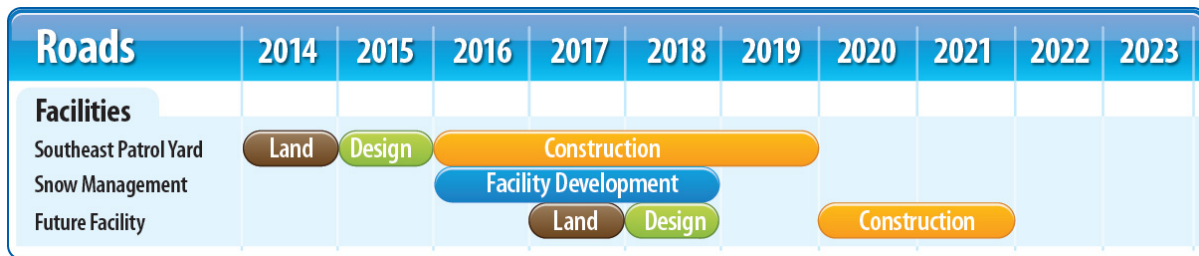 Roads 2014 2015 2016 2017 2018 2019 2020 2021 2022 2023
Facilities
Southeast Patrol Yard Land Design Construction
Snow Management Facility Development
Future Facility Land Design Construction